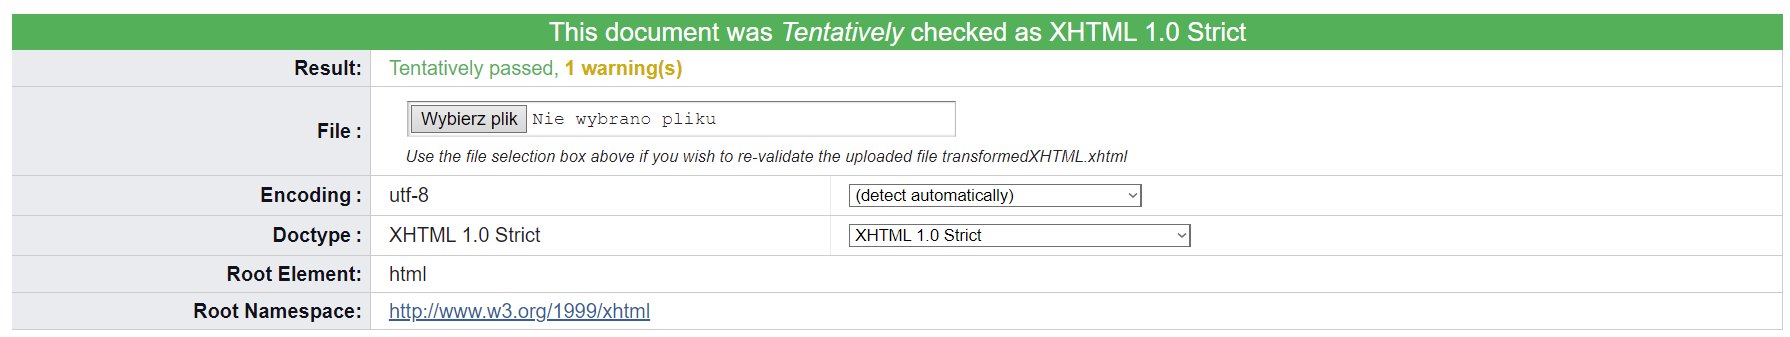 This document was Tentatively checked as XHTML 1.0 Strict
Result: Tentatively passed, 1 warning(s)
File : Wybierz plik Nie wybrano pliku
Use the file selection box above if you wish to re-validate the uploaded file transformedXHTML.xhtml
Encoding : utf-8 (detect automatically)
Doctype : XHTML 1.0 Strict XHTML 1.0 Strict
Root Element: html
Root Namespace: http://www.w3.org/1999/xhtml